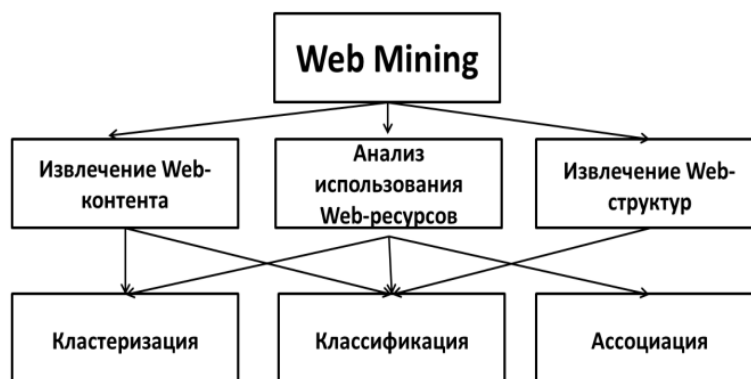 Web Mining
Извлечение Web-
контента
Анализ
использования
Web-ресурсов
Извлечение Web-
структур
Кластеризация
Классификация
Ассоциация